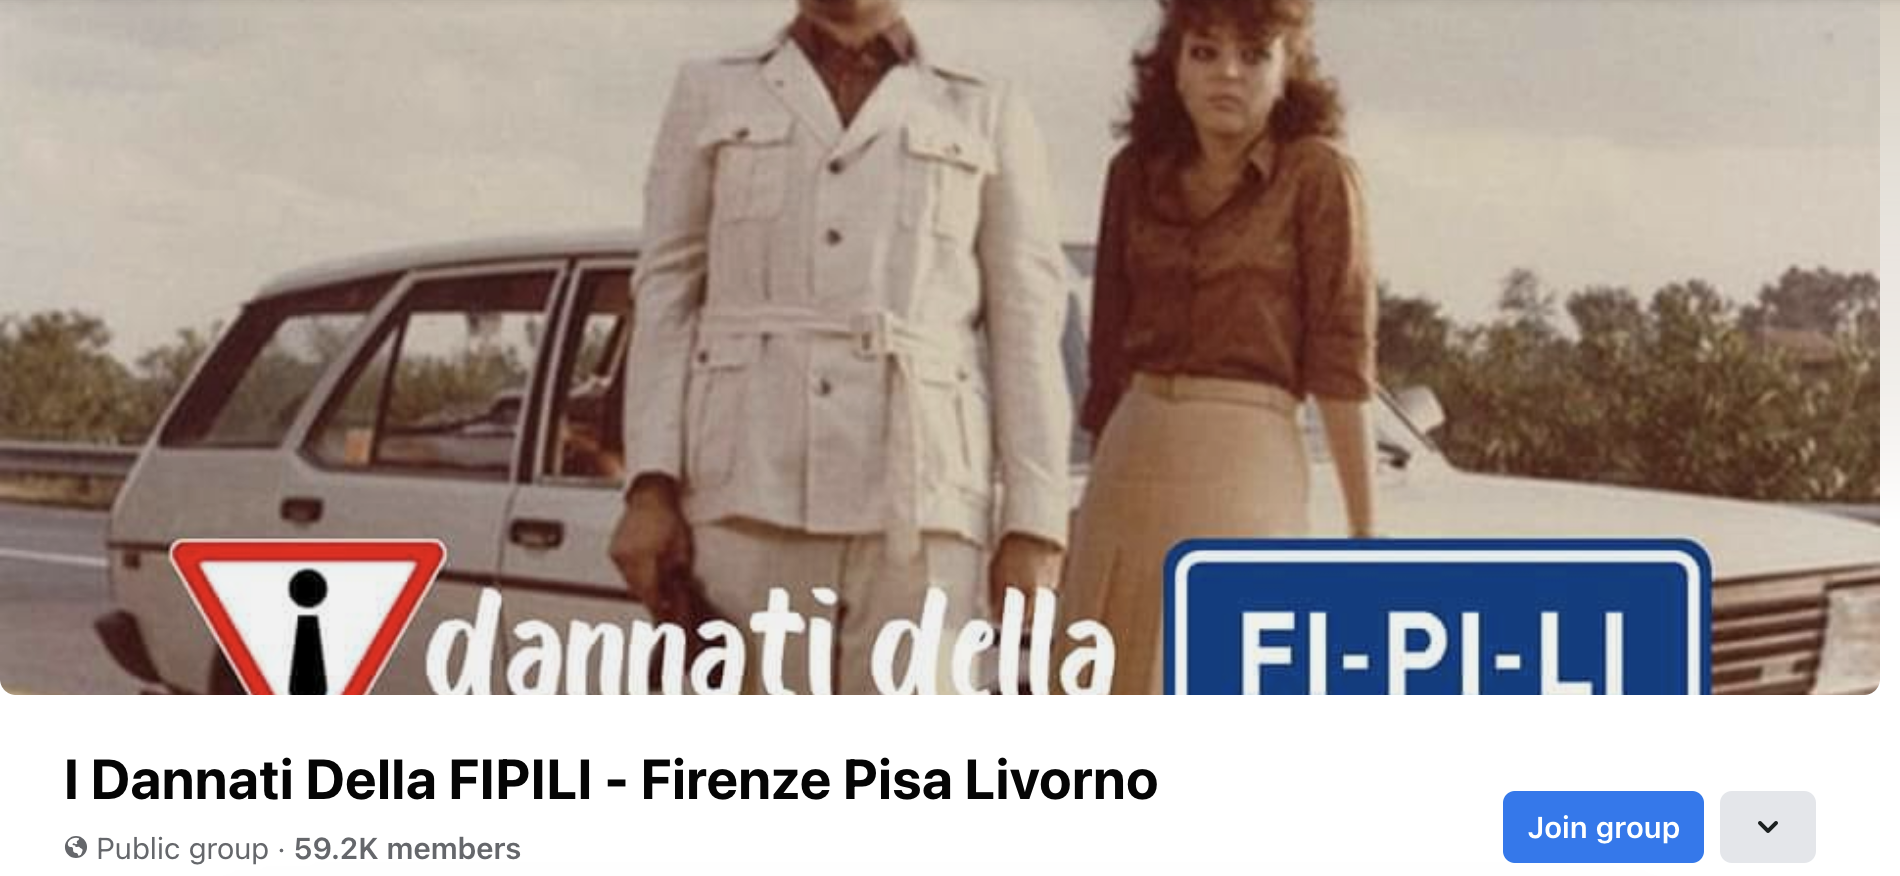 i dannati della FI-PI-LI
I Dannati Della FIPILI - Firenze Pisa Livorno
Public group · 59.2K members
Join group